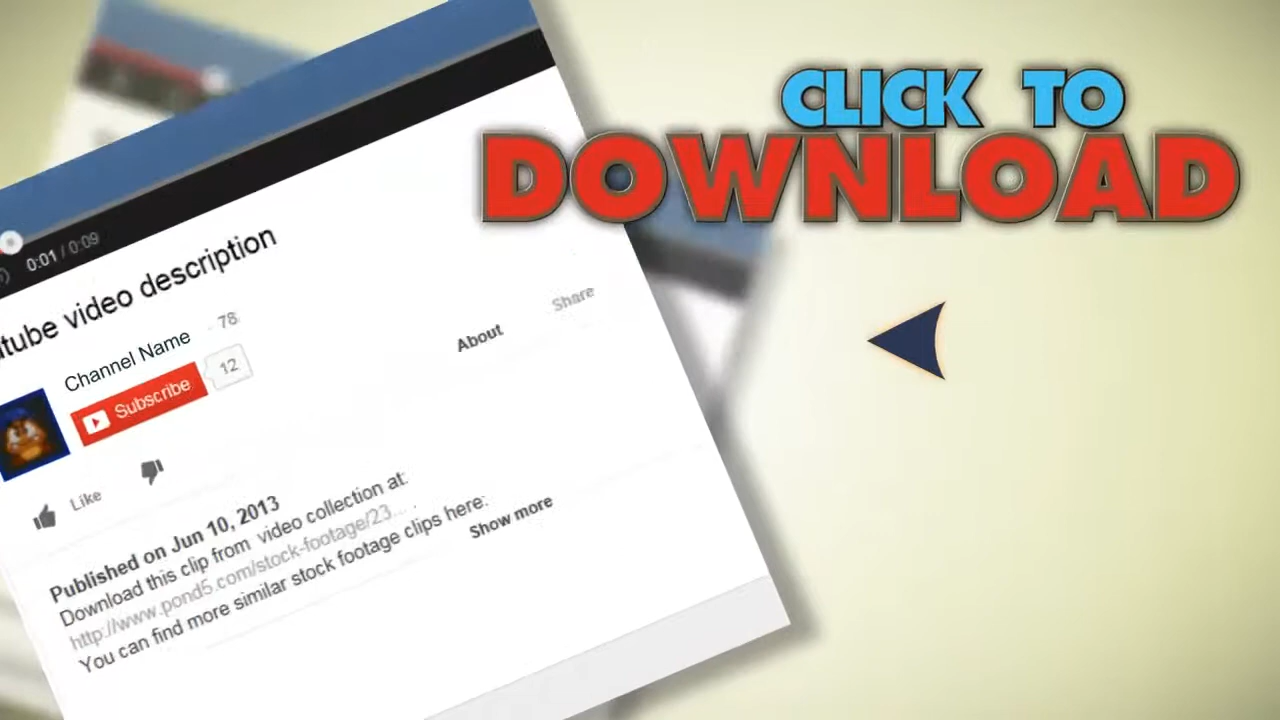 CLICK TO
DOWNLOAD
0:01 / 0:09
tube video description
Channel Name
78
Subscribe
12
About
Share
Like
Published on Jun 10, 2013
Download this clip from video collection at:
http://www.pond5.com/stock-footage/23...
You can find more similar stock footage clips here:
Show more